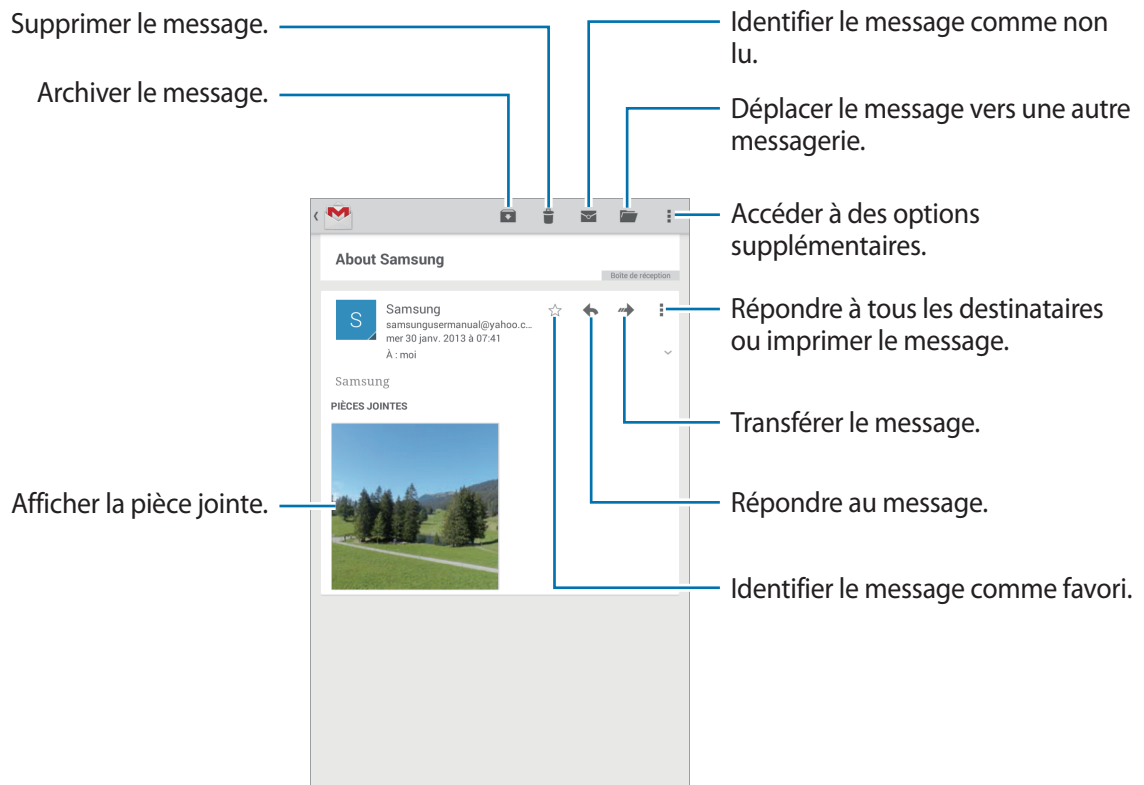 Supprimer le message.
Archiver le message.
Identifier le message comme non
lu.
Déplacer le message vers une autre
messagerie.
Accéder à des options
supplémentaires.
About Samsung
Boîte de réception
S
Samsung
samsungusermanual@yahoo.c...
mer 30 janv. 2013 à 07:41
À : moi
Samsung
PIÈCES JOINTES
Répondre à tous les destinataires
ou imprimer le message.
Transférer le message.
Afficher la pièce jointe.
Répondre au message.
Identifier le message comme favori.